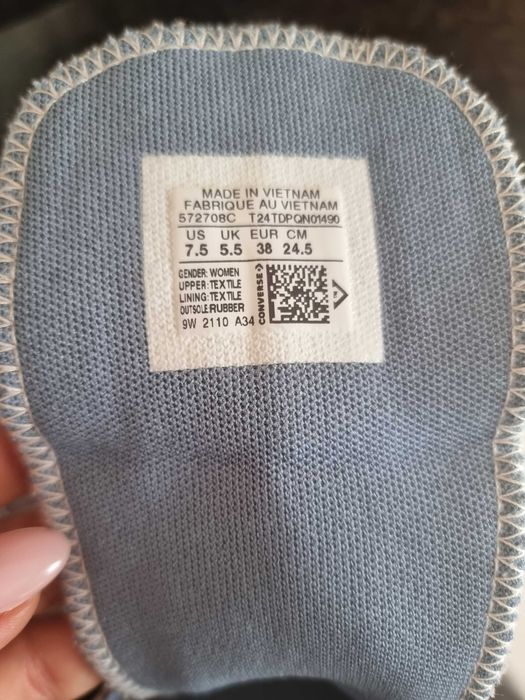 MADE IN VIETNAM
FABRIQUE AU VIETNAM
572708C T24TDPQN01490
US UK EUR CM
7.5 5.5 38 24.5
GENDER: WOMEN
UPPER: TEXTILE
LINING: TEXTILE
OUTSOLE: RUBBER
9W 2110 A34
CONVERSE